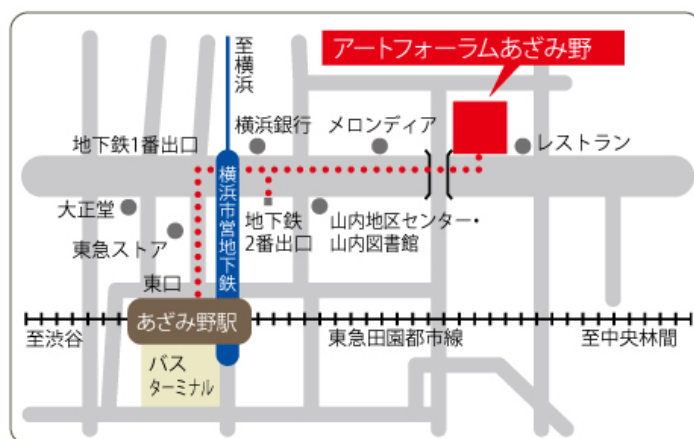 アートフォーラムあざみ野
至横浜
横浜銀行
メロンディア
地下鉄1番出口
レストラン
横浜市営地下鉄
大正堂
地下鉄
2番出口
山内地区センター・
山内図書館
東急ストア
東口
あざみ野駅
至渋谷
東急田園都市線
至中央林間
バス
ターミナル